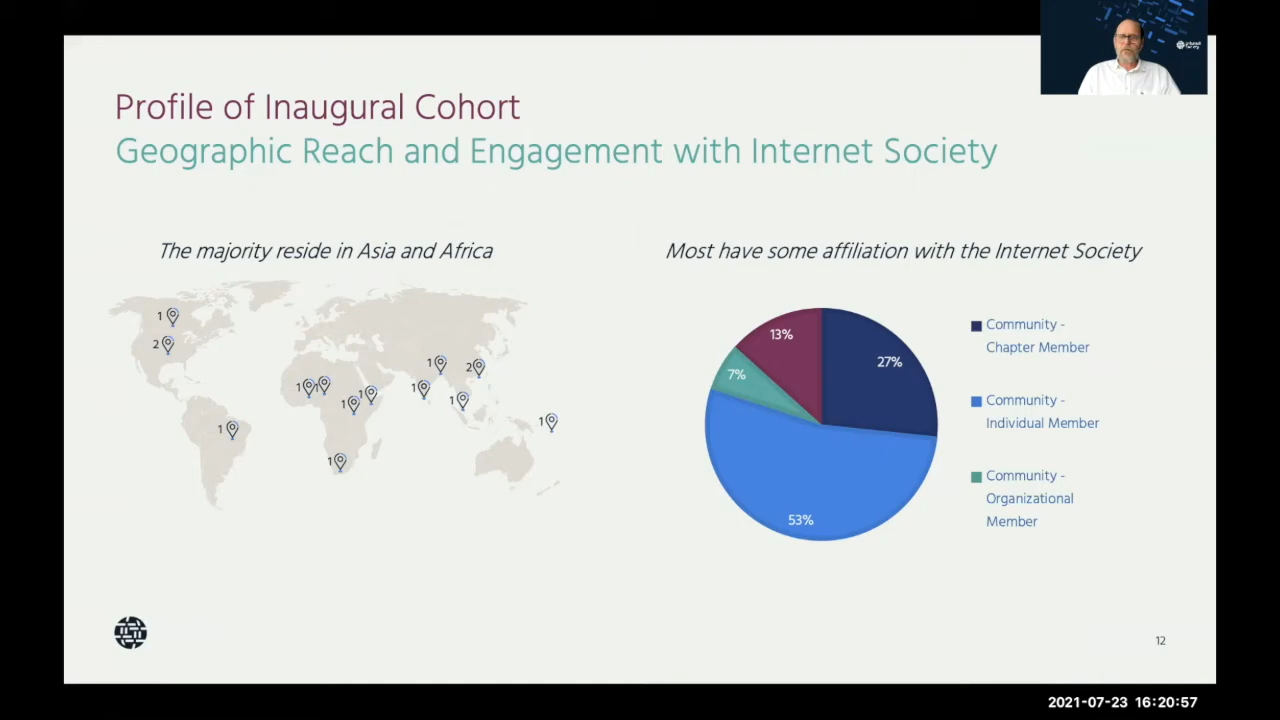 Profile of Inaugural Cohort
Geographic Reach and Engagement with Internet Society
The majority reside in Asia and Africa
Most have some affiliation with the Internet Society
1
2
1
1
1
1
1
1
1
1
2
1
1
13%
27%
7%
53%
Community -
Chapter Member
Community -
Individual Member
Community -
Organizational
Member
12
2021-07-23 16:20:57